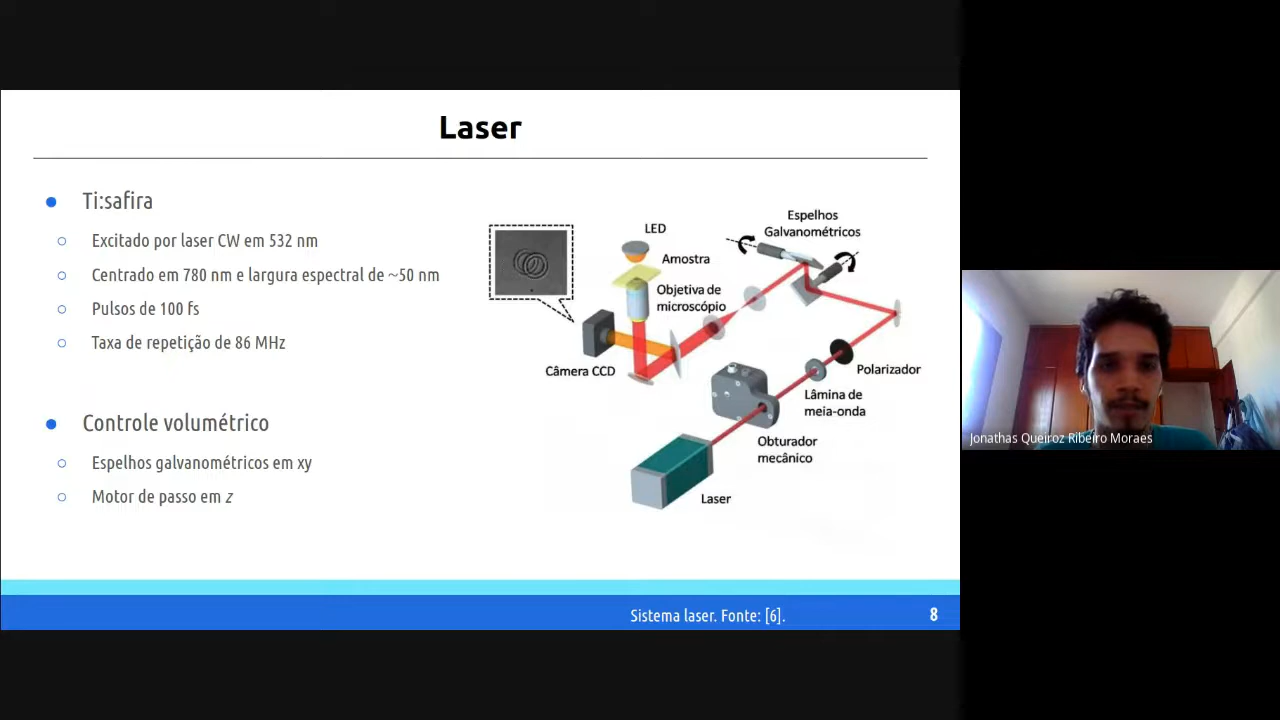 Laser
Ti:safira
Excitado por laser CW em 532 nm
Centrado em 780 nm e largura espectral de ~50 nm
Pulsos de 100 fs
Taxa de repetição de 86 MHz
Controle volumétrico
Espelhos galvanométricos em xy
Motor de passo em z
LED
Amostra
Objetiva de
microscópio
Câmera CCD
Espelhos
Galvanométricos
Polarizador
Lâmina de
meia-onda
Obturador
mecânico
Laser
Sistema laser. Fonte: [6].
8
Jonathas Queiroz Ribeiro Moraes